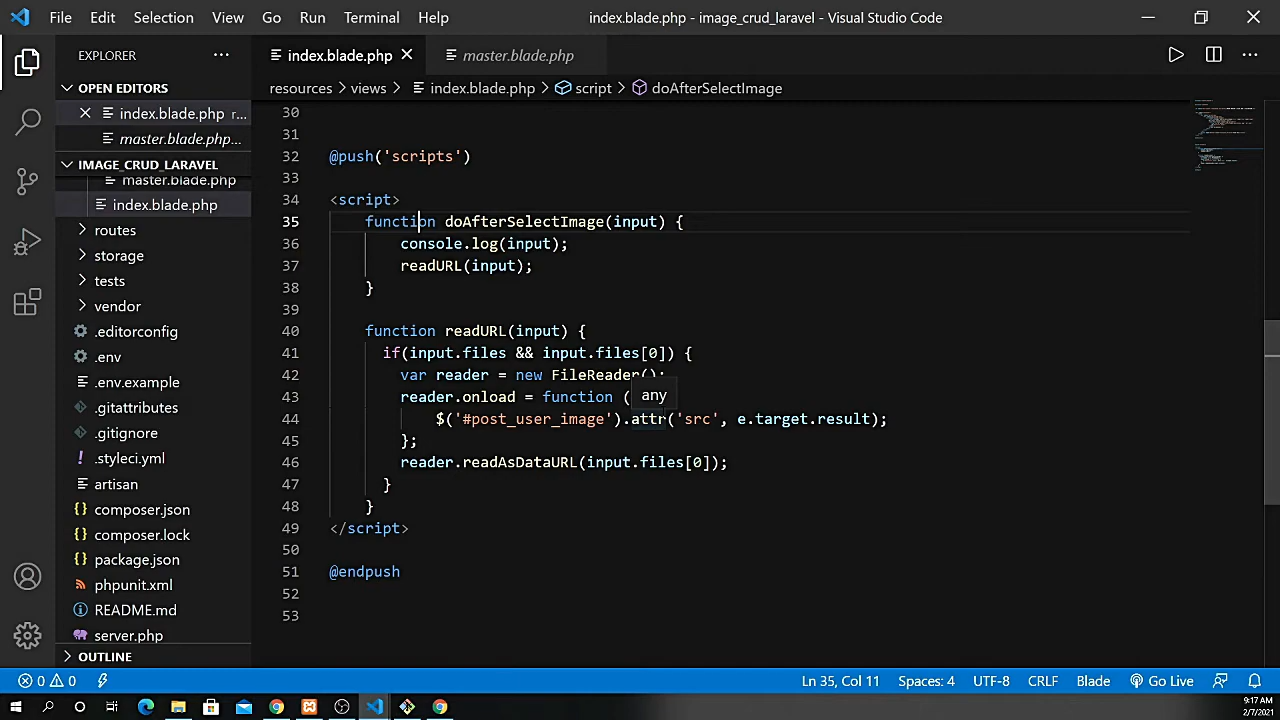 File Edit Selection View Go Run Terminal Help index.blade.php - image_crud_laravel - Visual Studio Code
EXPLORER
index.blade.php
master.blade.php
OPEN EDITORS
index.blade.php r...
master.blade.php...
IMAGE_CRUD_LARAVEL
master.blade.php
index.blade.php
routes
storage
tests
vendor
.editorconfig
.env
.env.example
.gitattributes
.gitignore
.styleci.yml
artisan
composer.json
composer.lock
package.json
phpunit.xml
README.md
server.php
OUTLINE
resources > views > index.blade.php > script > doAfterSelectImage
30
31
32 @push('scripts')
33
34 <script>
35 function doAfterSelectImage(input) {
36 console.log(input);
37 readURL(input);
38 }
39
40 function readURL(input) {
41 if(input.files && input.files[0]) {
42 var reader = new FileReader();
43 reader.onload = function (
any
44 $('#post_user_image').attr('src', e.target.result);
45 };
46 reader.readAsDataURL(input.files[0]);
47 }
48 }
49 </script>
50
51 @endpush
52
53
0 0 Ln 35, Col 11 Spaces: 4 UTF-8 CRLF Blade Go Live
9:17 AM
2/7/2021